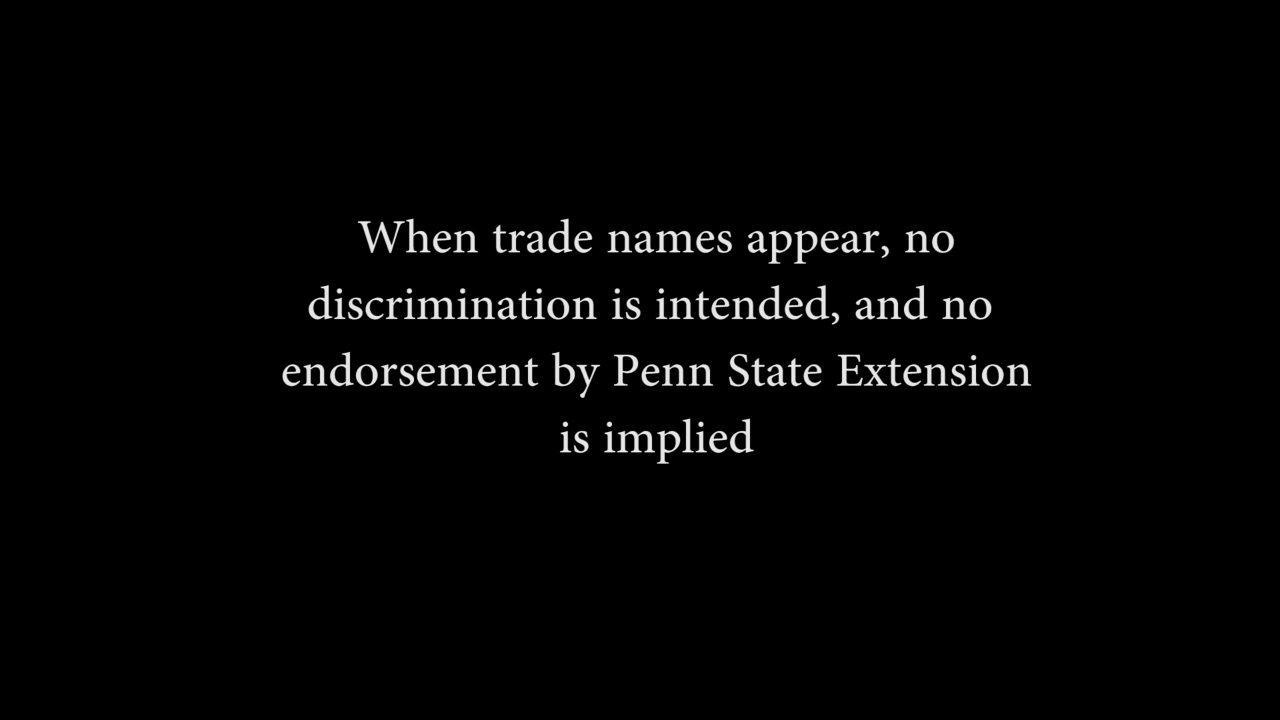 When trade names appear, no
discrimination is intended, and no
endorsement by Penn State Extension
is implied